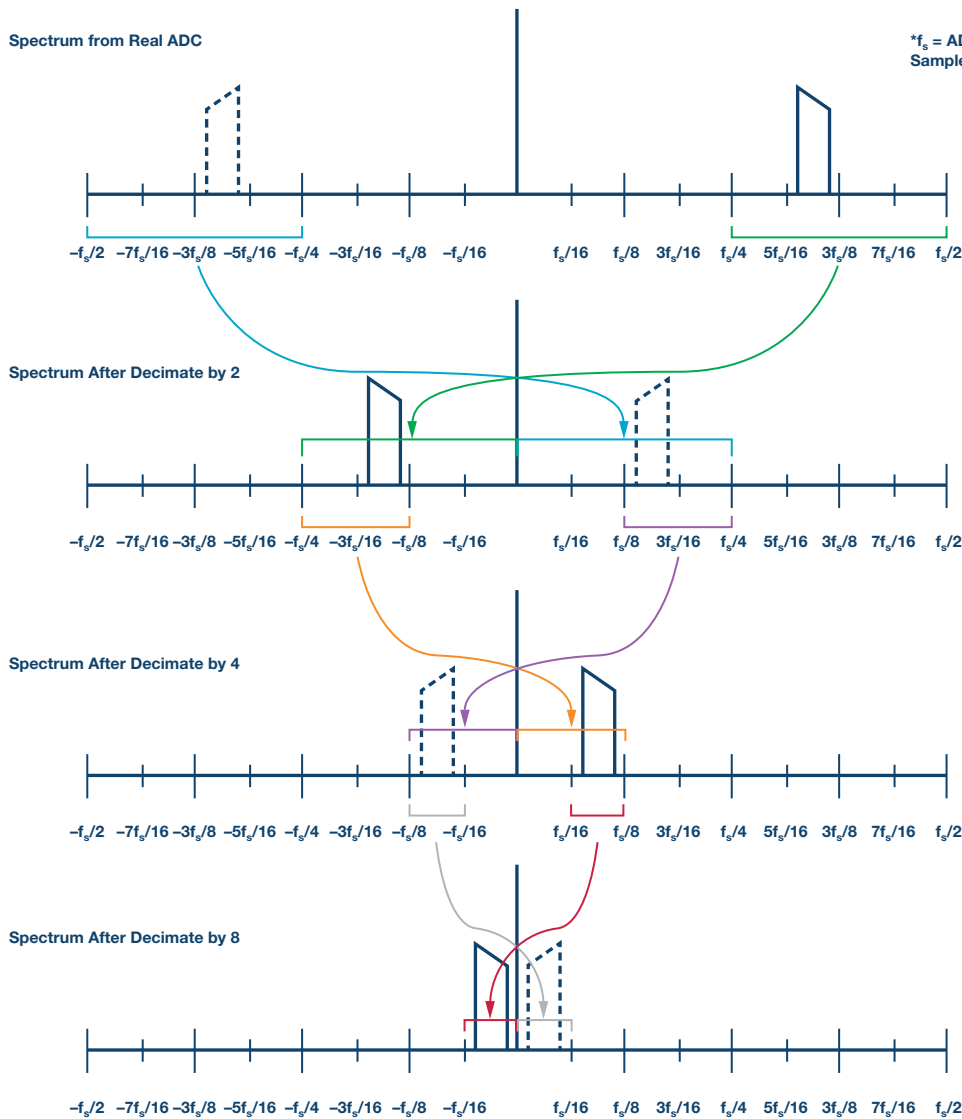 Spectrum from Real ADC
*fₛ = AD
Sample
–fₛ/2 –7fₛ/16 –3fₛ/8 –5fₛ/16 –fₛ/4 –3fₛ/16 –fₛ/8 –fₛ/16 fₛ/16 fₛ/8 3fₛ/16 fₛ/4 5fₛ/16 3fₛ/8 7fₛ/16 fₛ/2
Spectrum After Decimate by 2
–fₛ/2 –7fₛ/16 –3fₛ/8 –5fₛ/16 –fₛ/4 –3fₛ/16 –fₛ/8 –fₛ/16 fₛ/16 fₛ/8 3fₛ/16 fₛ/4 5fₛ/16 3fₛ/8 7fₛ/16 fₛ/2
Spectrum After Decimate by 4
–fₛ/2 –7fₛ/16 –3fₛ/8 –5fₛ/16 –fₛ/4 –3fₛ/16 –fₛ/8 –fₛ/16 fₛ/16 fₛ/8 3fₛ/16 fₛ/4 5fₛ/16 3fₛ/8 7fₛ/16 fₛ/2
Spectrum After Decimate by 8
–fₛ/2 –7fₛ/16 –3fₛ/8 –5fₛ/16 –fₛ/4 –3fₛ/16 –fₛ/8 –fₛ/16 fₛ/16 fₛ/8 3fₛ/16 fₛ/4 5fₛ/16 3fₛ/8 7fₛ/16 fₛ/2